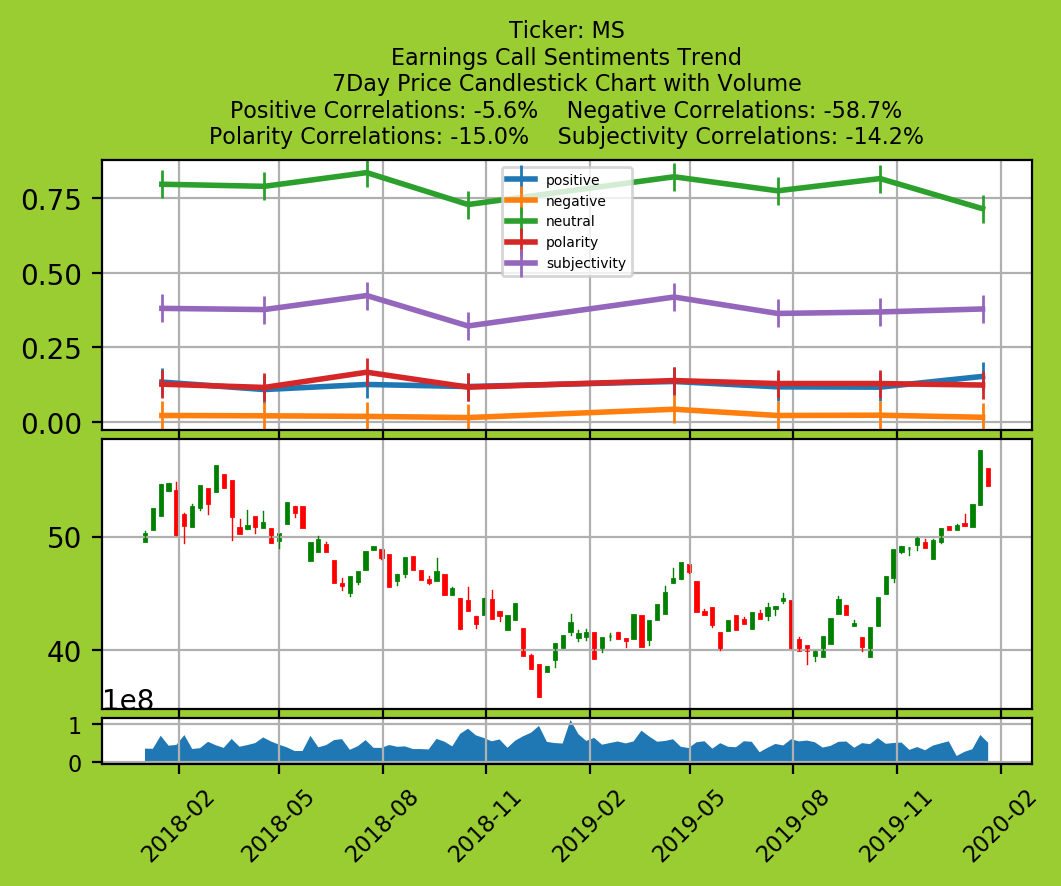 Ticker: MS
Earnings Call Sentiments Trend
7Day Price Candlestick Chart with Volume
Positive Correlations: -5.6%    Negative Correlations: -58.7%
Polarity Correlations: -15.0%    Subjectivity Correlations: -14.2%
0.75
0.50
0.25
0.00
positive
negative
neutral
polarity
subjectivity
50
40
1e8
1
0
2018-02
2018-05
2018-08
2018-11
2019-02
2019-05
2019-08
2019-11
2020-02